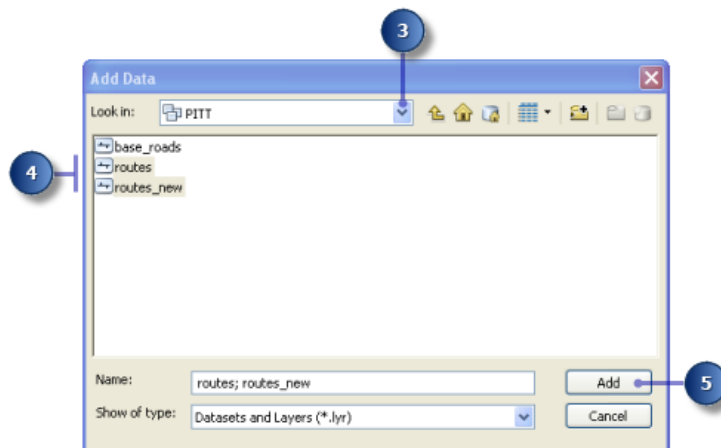 3
Add Data
Look in: PITT
base_roads
routes
routes_new
4
Name: routes; routes_new Add
5
Show of type: Datasets and Layers (*.lyr) Cancel